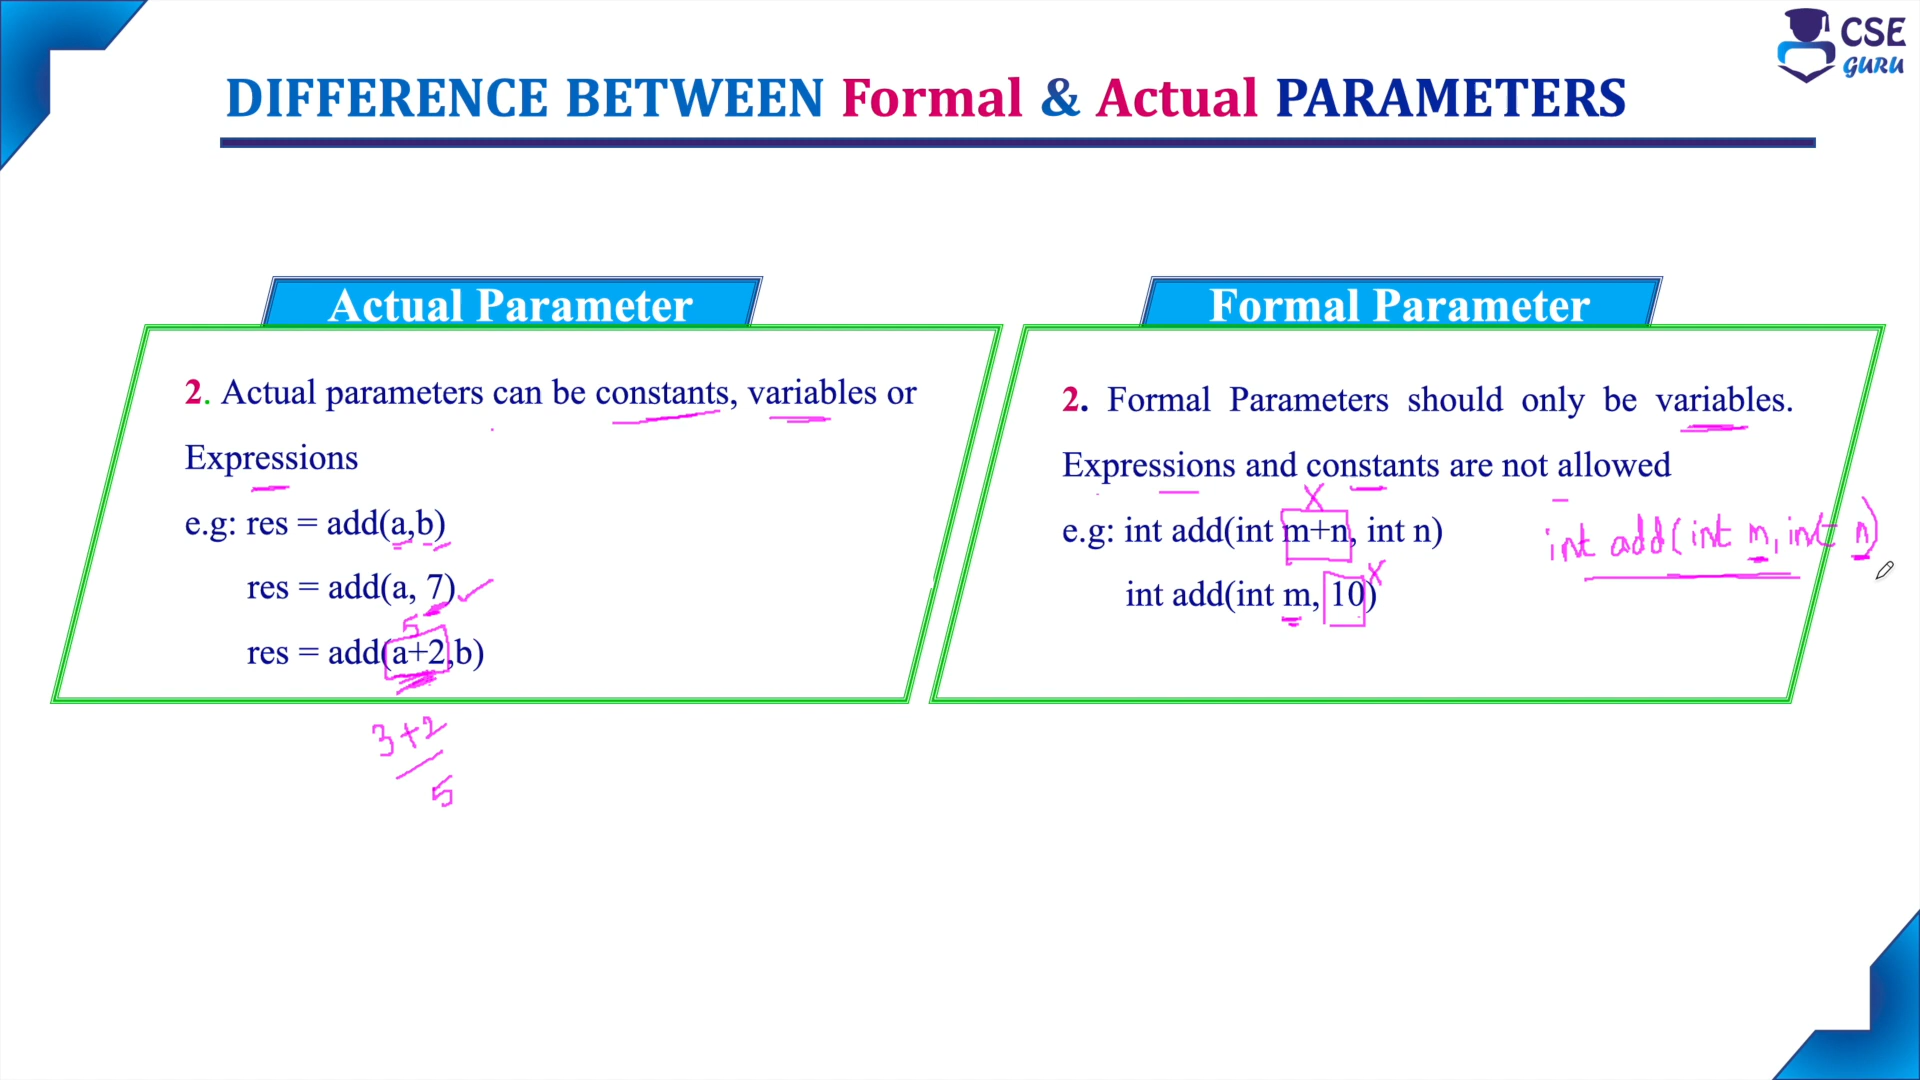 CSE
GURU
DIFFERENCE BETWEEN Formal & Actual PARAMETERS
Actual Parameter
2. Actual parameters can be constants, variables or
Expressions
e.g: res = add(a,b)
res = add(a, 7)
5
res = add(a+2,b)
3+2
5
Formal Parameter
2. Formal Parameters should only be variables.
Expressions and constants are not allowed
X
e.g: int add(int m+n, int n)
int add(int m, int n)
X
int add(int m, 10)